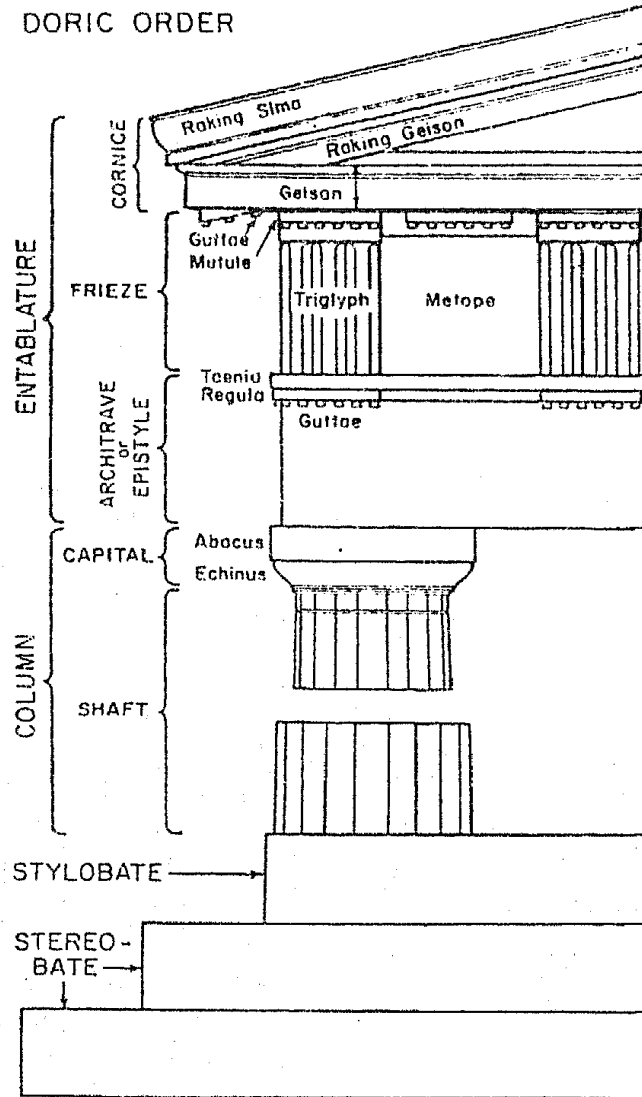 DORIC ORDER
Raking Sima
Raking Geison
CORNICE
Geison
Guttae
Mutule
ENTABLATURE
FRIEZE
Triglyph
Metope
Taenia
Regula
Guttae
ARCHITRAVE
or
EPISTYLE
CAPITAL
Abacus
Echinus
COLUMN
SHAFT
STYLOBATE
STEREO-
BATE